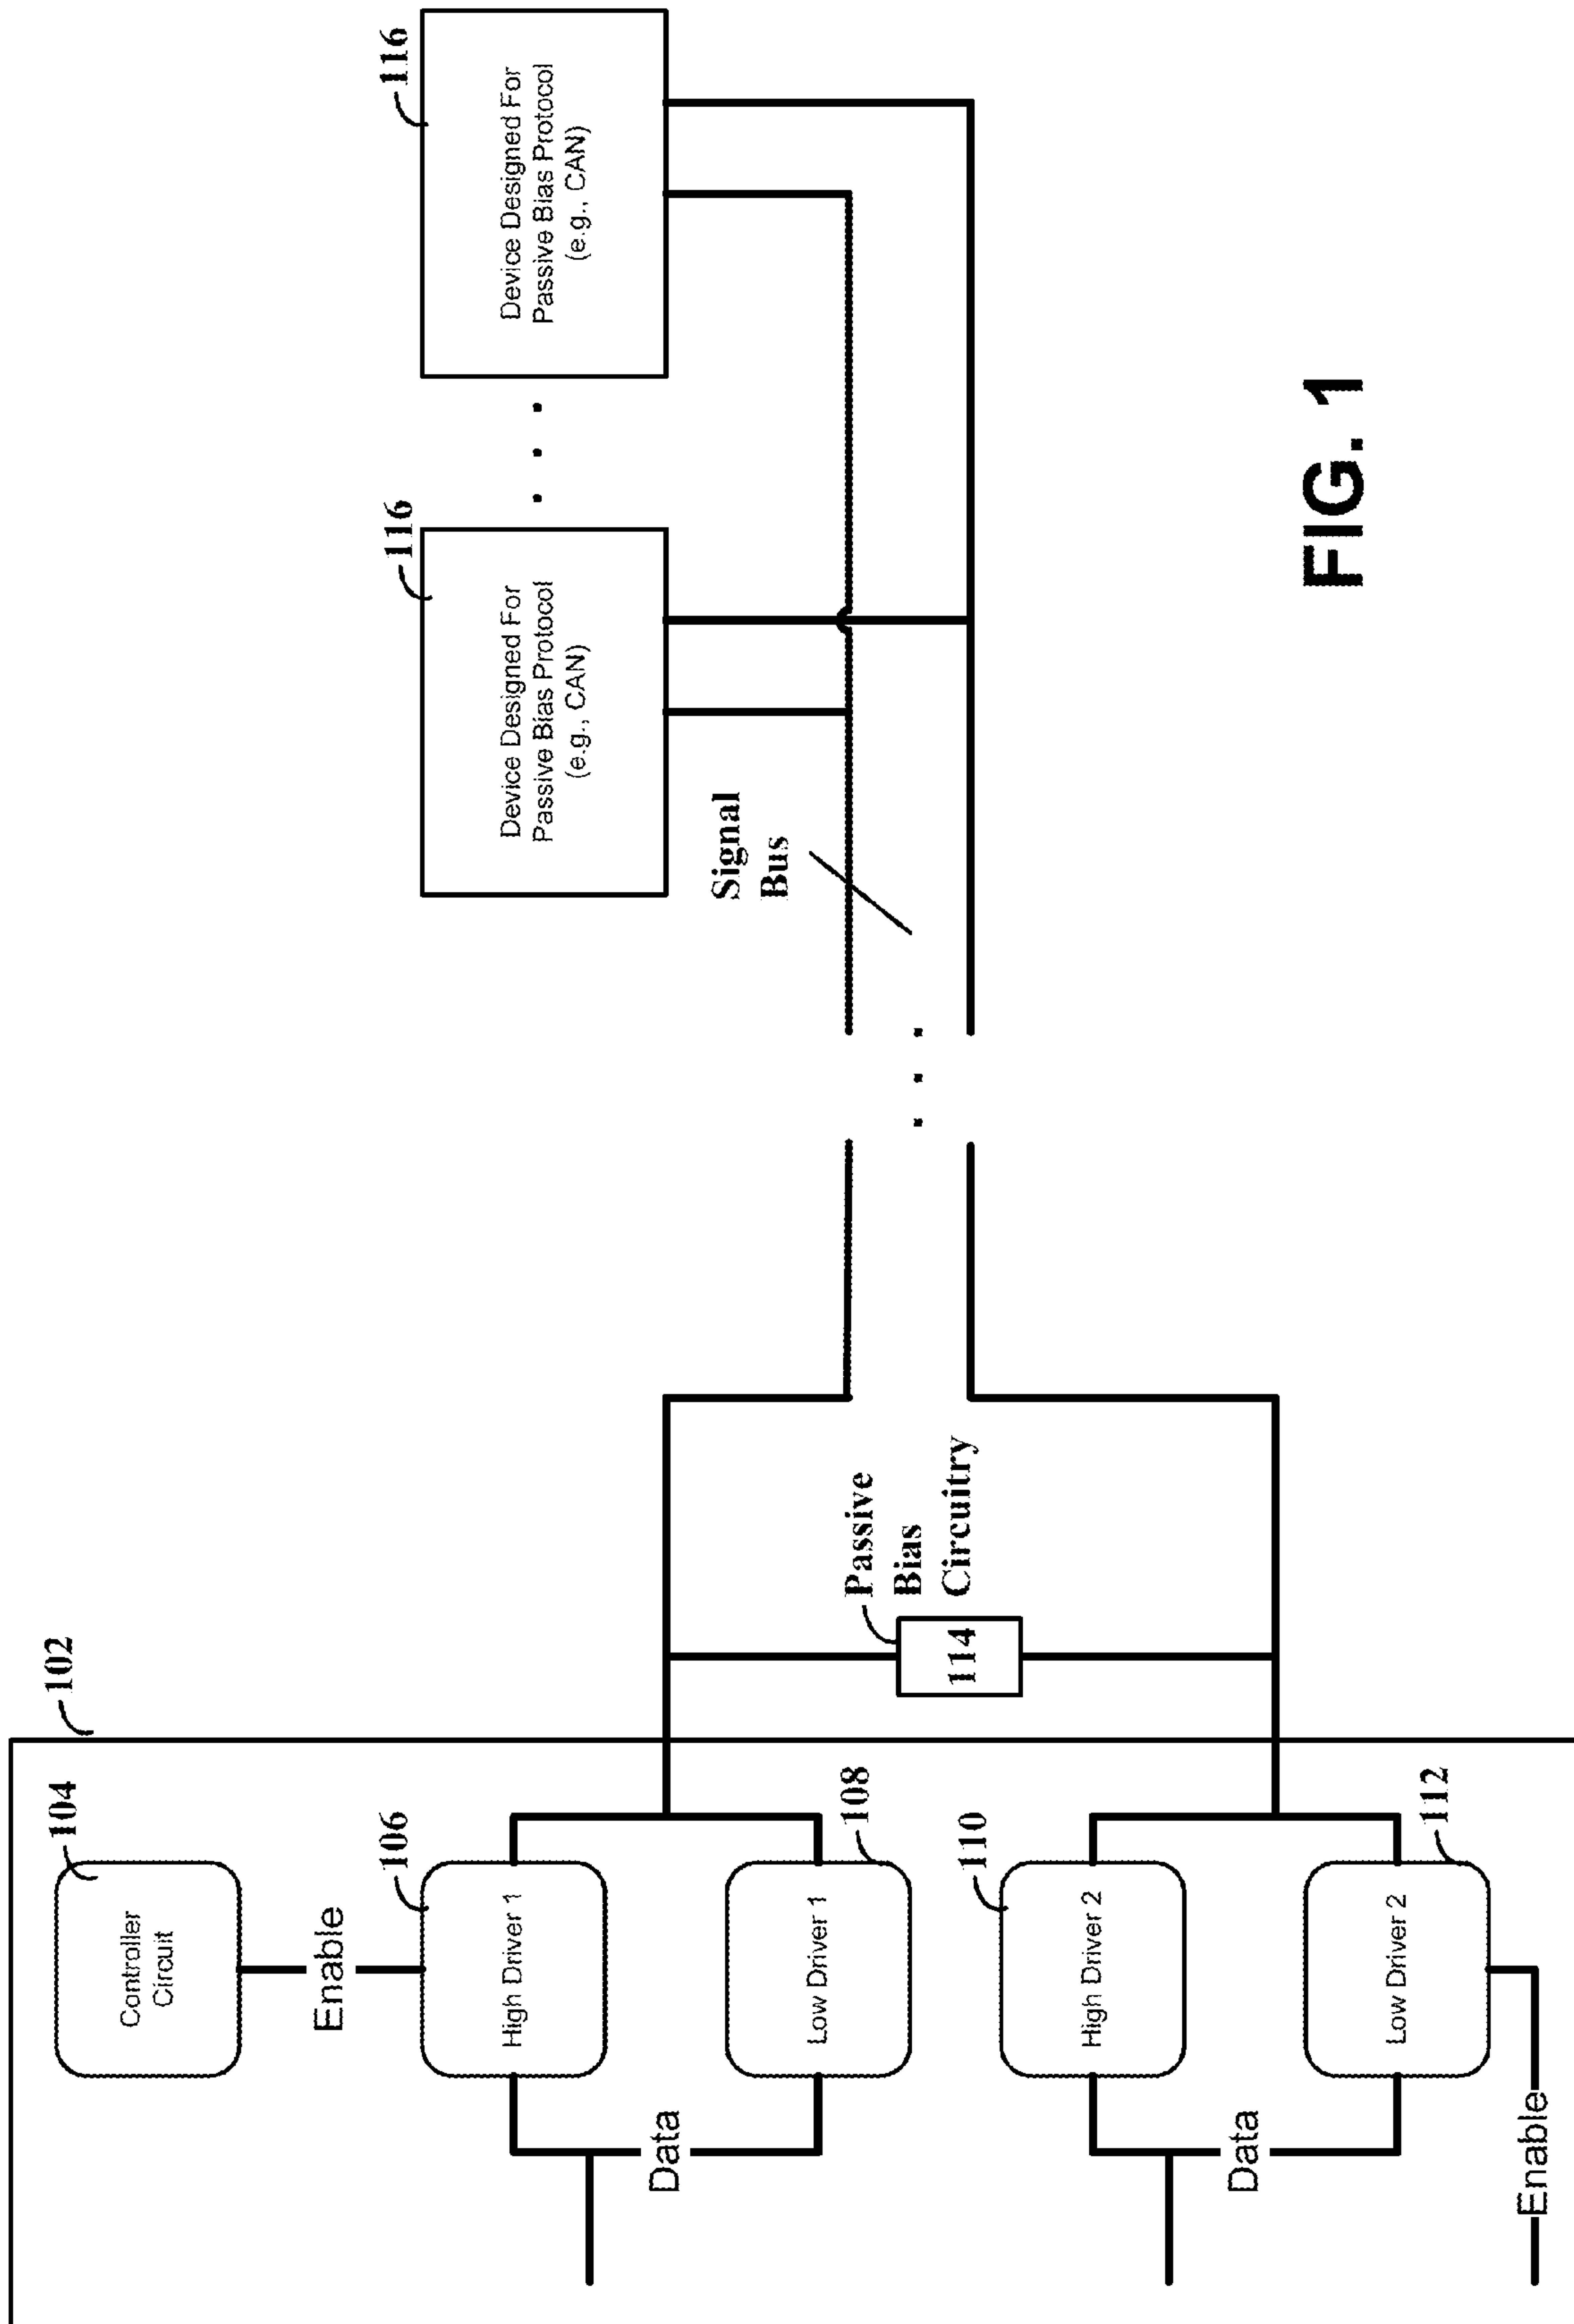 102
104
Controller
Circuit
Enable
106
High Driver 1
Data
Low Driver 1
108
110
High Driver 2
Data
Low Driver 2
112
Enable
114
Passive
Bias
Circuitry
Signal
Bus
116
Device Designed For
Passive Bias Protocol
(e.g., CAN)
. . .
116
Device Designed For
Passive Bias Protocol
(e.g., CAN)
. . .
FIG. 1